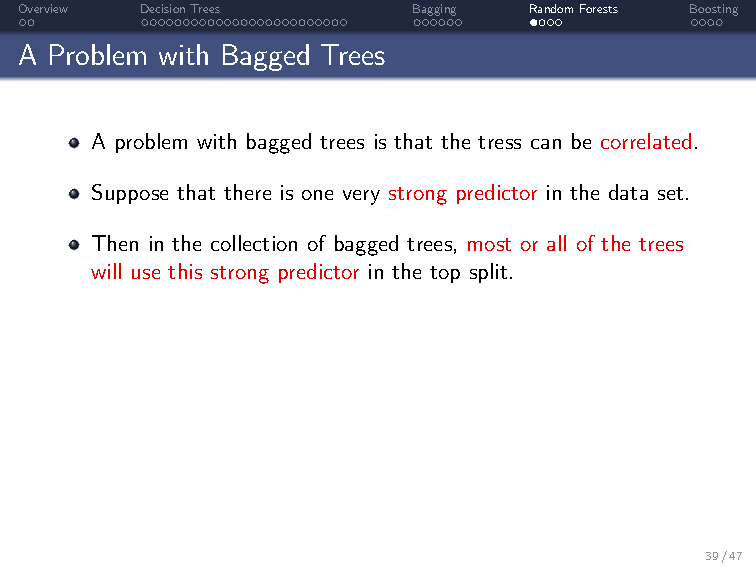 Overview Decision Trees Bagging Random Forests Boosting
A Problem with Bagged Trees
A problem with bagged trees is that the tress can be correlated.
Suppose that there is one very strong predictor in the data set.
Then in the collection of bagged trees, most or all of the trees
will use this strong predictor in the top split.
39 / 47